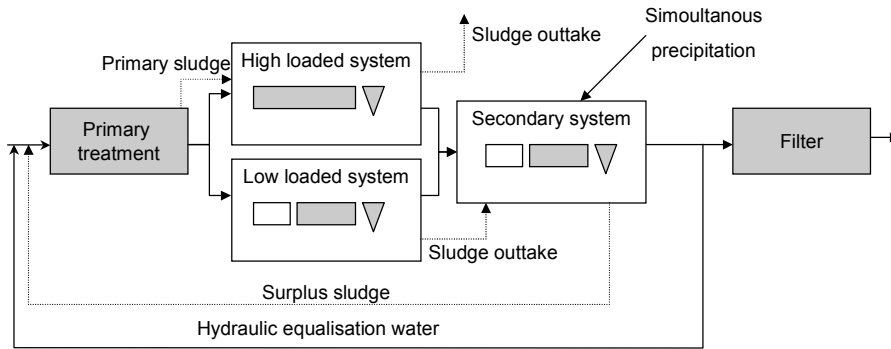 Simoultanous
precipitation
Sludge outtake
Primary sludge
High loaded system
Primary
treatment
Secondary system
Filter
Low loaded system
Sludge outtake
Surplus sludge
Hydraulic equalisation water